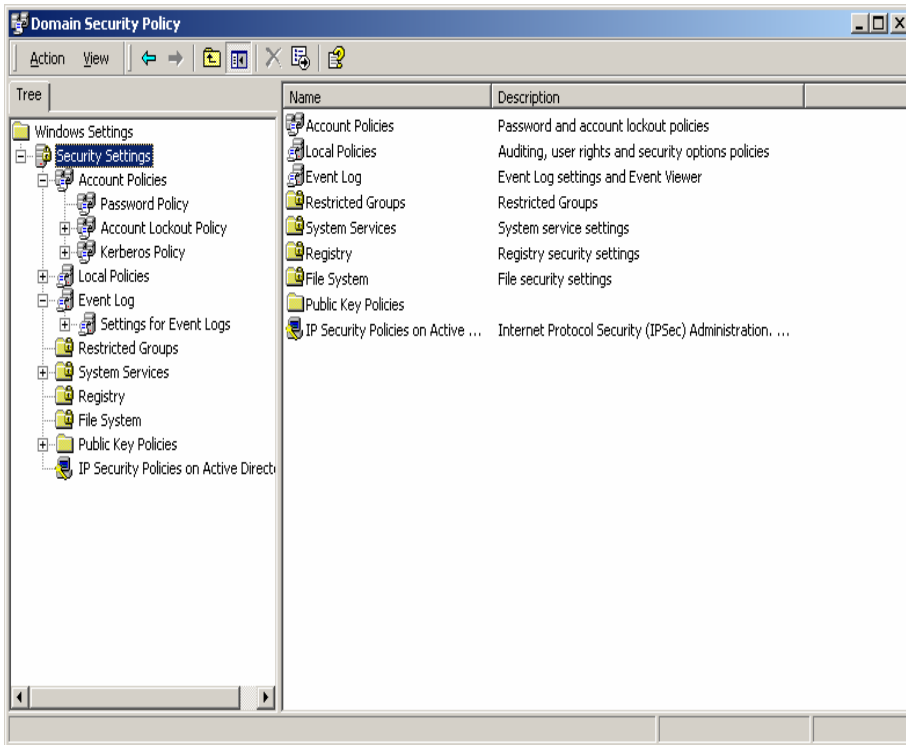 Domain Security Policy
Action View
Tree
Windows Settings
Security Settings
Account Policies
Password Policy
Account Lockout Policy
Kerberos Policy
Local Policies
Event Log
Settings for Event Logs
Restricted Groups
System Services
Registry
File System
Public Key Policies
IP Security Policies on Active Direct
Name Description
Account Policies Password and account lockout policies
Local Policies Auditing, user rights and security options policies
Event Log Event Log settings and Event Viewer
Restricted Groups Restricted Groups
System Services System service settings
Registry Registry security settings
File System File security settings
Public Key Policies
IP Security Policies on Active ... Internet Protocol Security (IPSec) Administration. ...